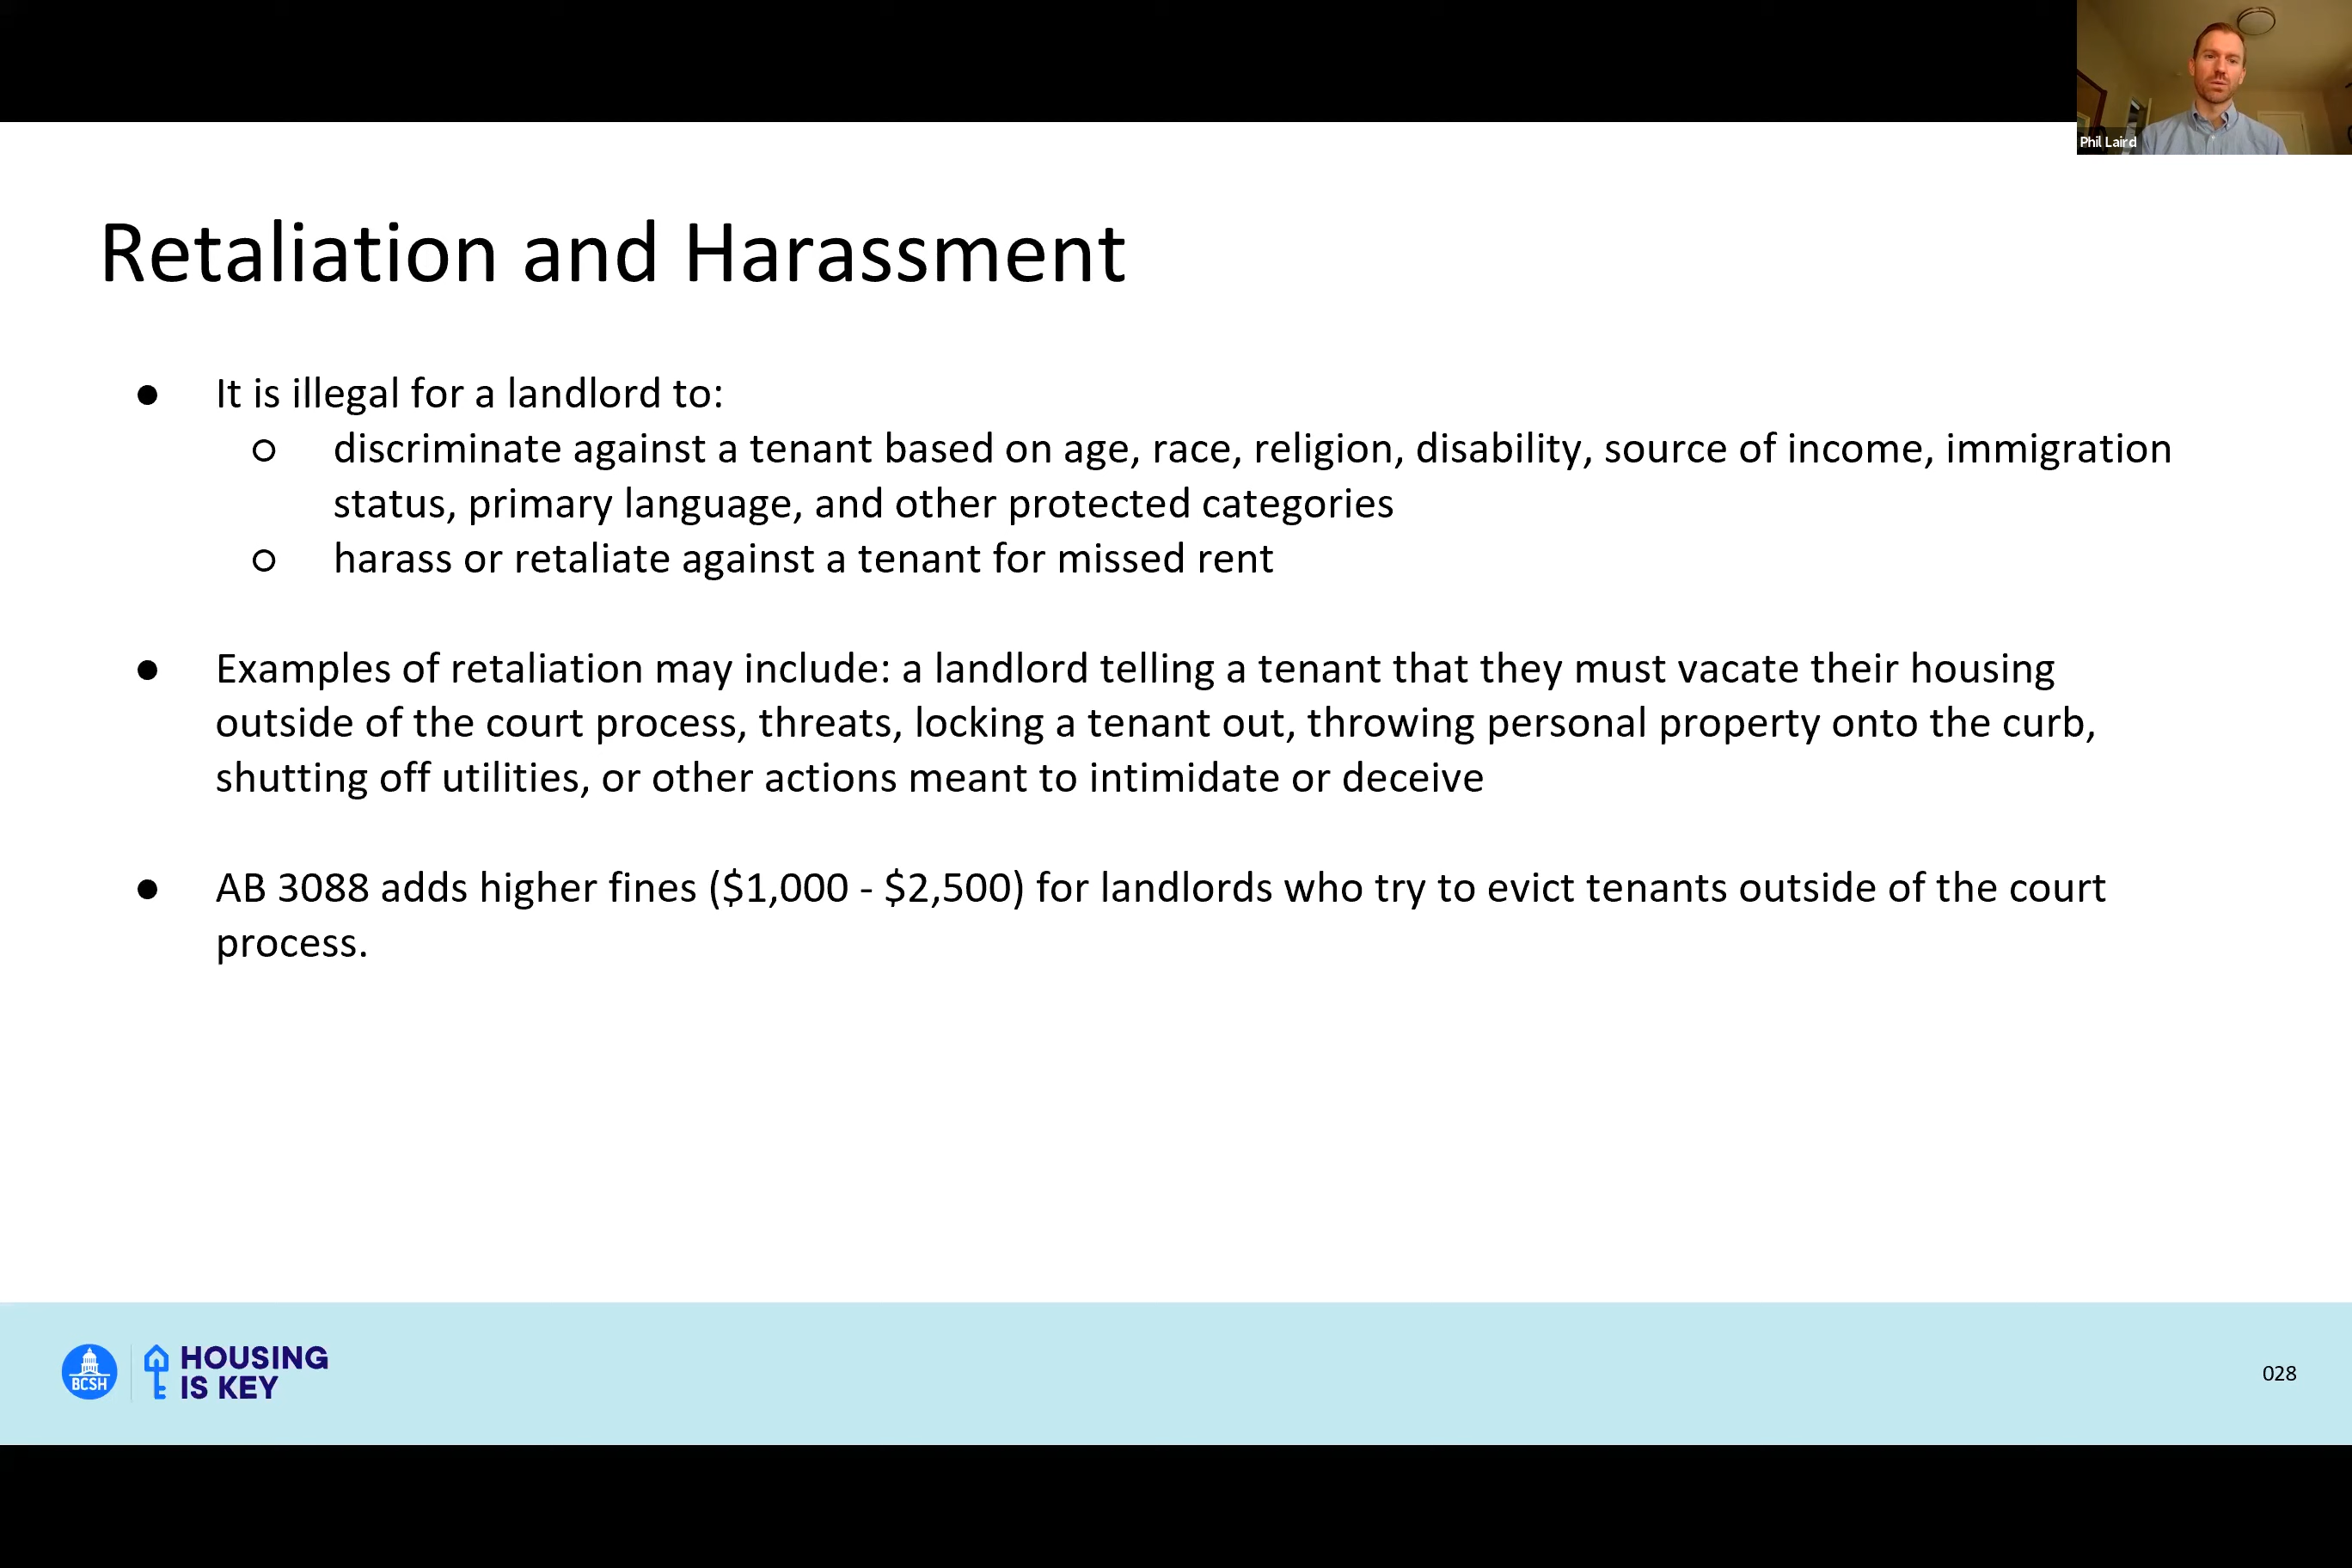 Phil Laird
Retaliation and Harassment
● It is illegal for a landlord to:
○ discriminate against a tenant based on age, race, religion, disability, source of income, immigration
status, primary language, and other protected categories
○ harass or retaliate against a tenant for missed rent
● Examples of retaliation may include: a landlord telling a tenant that they must vacate their housing
outside of the court process, threats, locking a tenant out, throwing personal property onto the curb,
shutting off utilities, or other actions meant to intimidate or deceive
● AB 3088 adds higher fines ($1,000 - $2,500) for landlords who try to evict tenants outside of the court
process.
BCSH
HOUSING
IS KEY
028